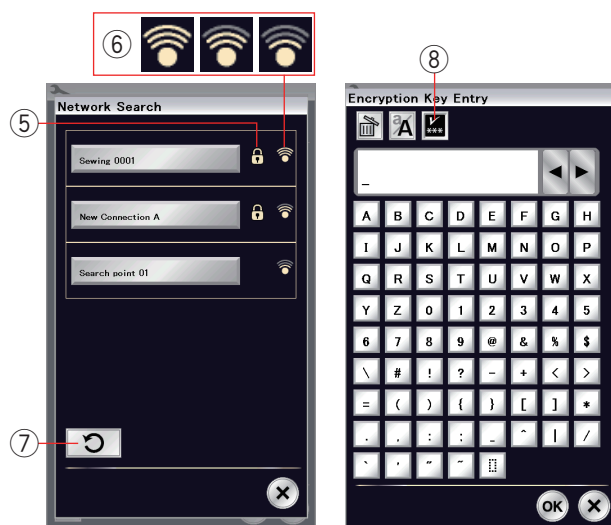 ⑥
⑧
Network Search
Encryption Key Entry
⑤
a/A
***
Sewing 0001
_
New Connection A
A B C D E F G H
I J K L M N O P
Search point 01
Q R S T U V W X
Y Z 0 1 2 3 4 5
6 7 8 9 @ & % $
\ # ! ? - + < >
= ( ) { } [ ] *
⑦
. , : ; _ ^ | /
` ' " ~
OK